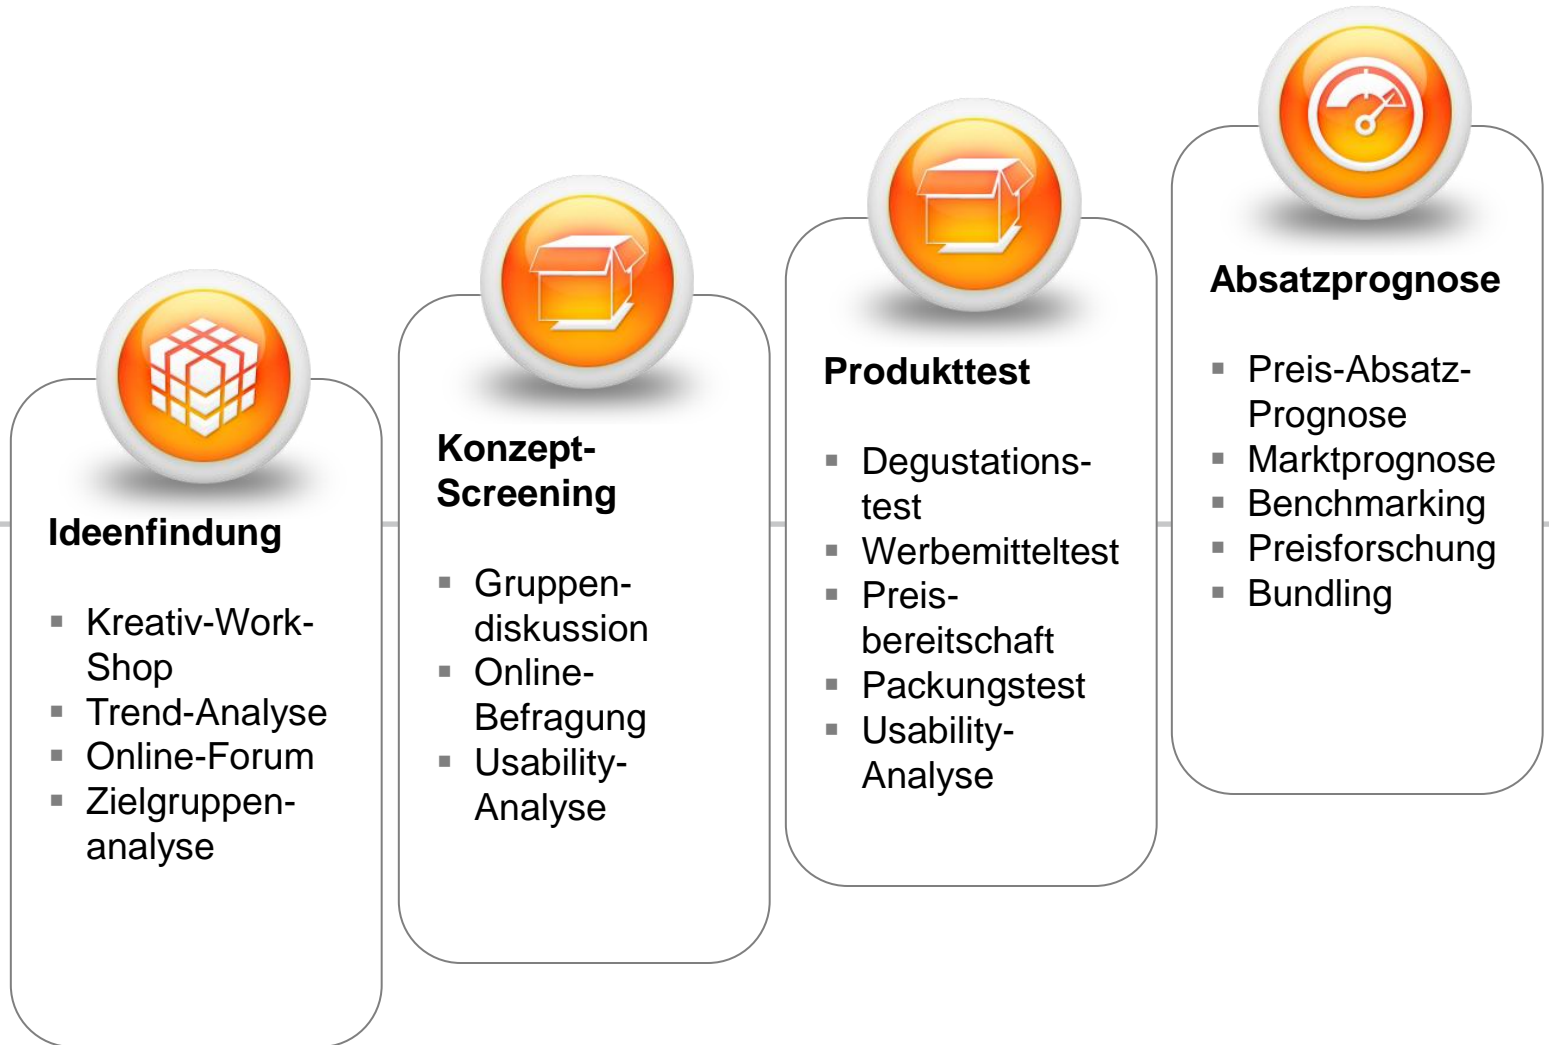 Ideenfindung
Kreativ-Work-
Shop
Trend-Analyse
Online-Forum
Zielgruppen-
analyse
Konzept-
Screening
Gruppen-
diskussion
Online-
Befragung
Usability-
Analyse
Produkttest
Degustations-
test
Werbemitteltest
Preis-
bereitschaft
Packungstest
Usability-
Analyse
Absatzprognose
Preis-Absatz-
Prognose
Marktprognose
Benchmarking
Preisforschung
Bundling